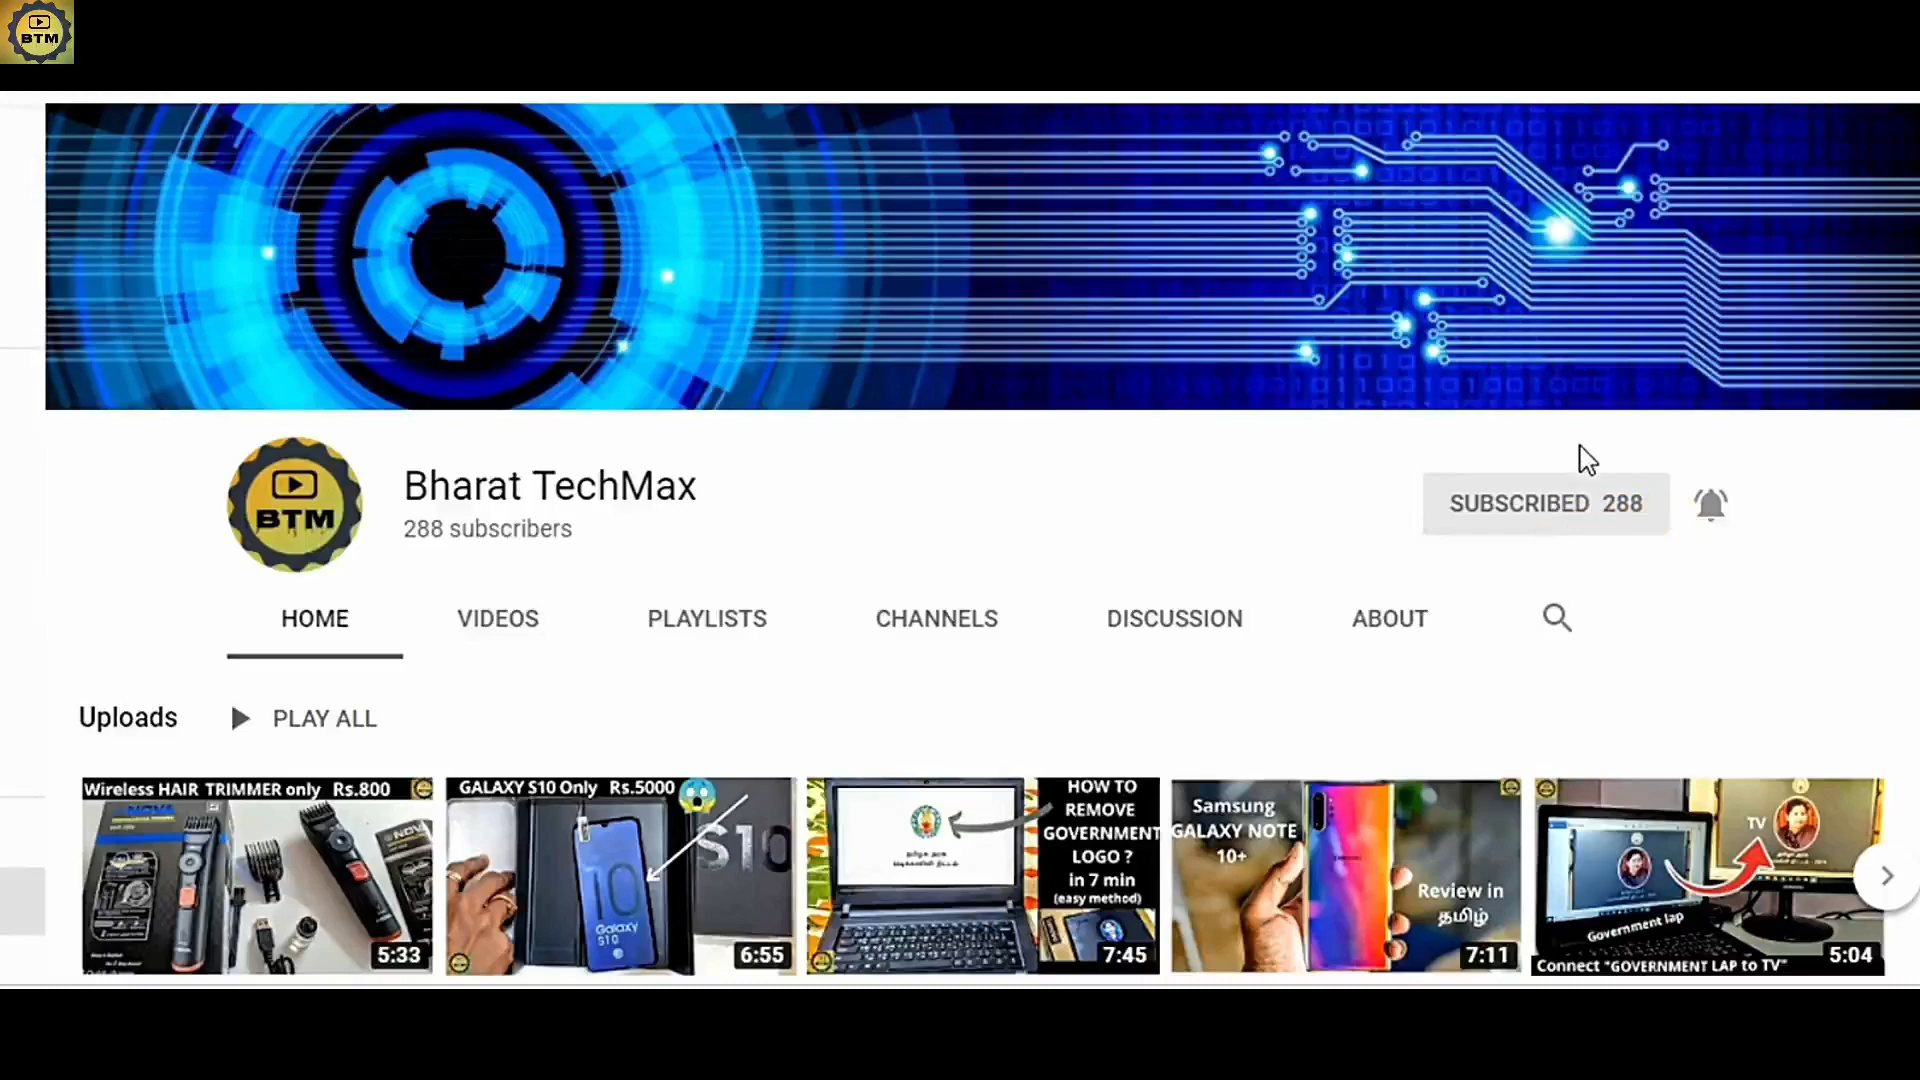 BTM
Bharat TechMax
288 subscribers
SUBSCRIBED 288
BTM
HOME
VIDEOS
PLAYLISTS
CHANNELS
DISCUSSION
ABOUT
Uploads
PLAY ALL
Wireless HAIR TRIMMER only Rs.800
NOVA
5:33
GALAXY S10 Only Rs.5000
S10
10
Galaxy
S10
6:55
HOW TO
REMOVE
GOVERNMENT
LOGO ?
in 7 min
(easy method)
7:45
Samsung
GALAXY NOTE
10+
Review in
தமிழ்
7:11
TV
Government lap
Connect "GOVERNMENT LAP to TV"
5:04